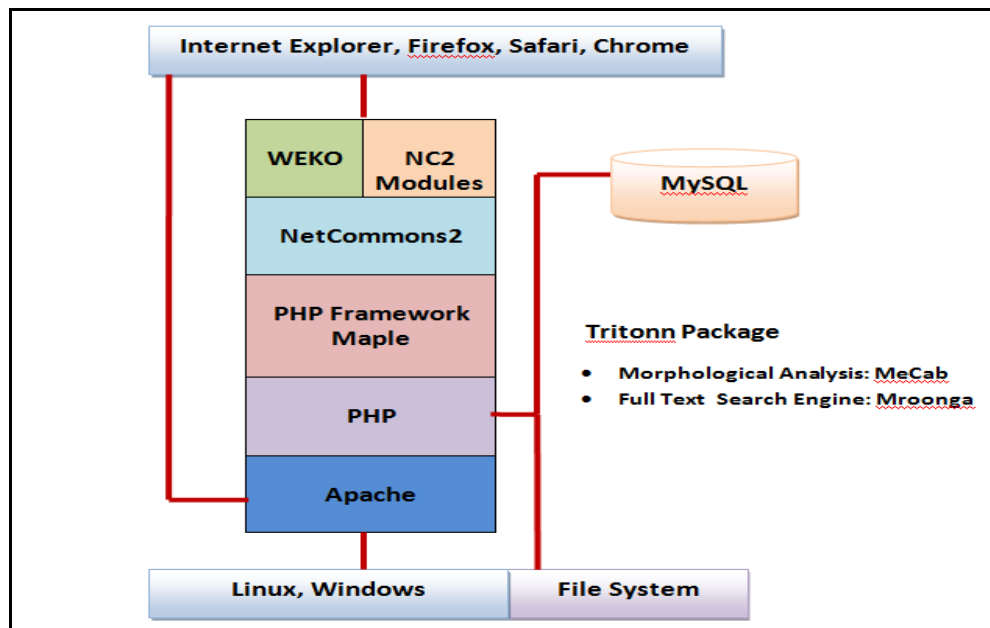 Internet Explorer, Firefox, Safari, Chrome
WEKO
NC2
Modules
MySQL
NetCommons2
PHP Framework
Maple
Tritonn Package
• Morphological Analysis: MeCab
• Full Text Search Engine: Mroonga
PHP
Apache
Linux, Windows
File System